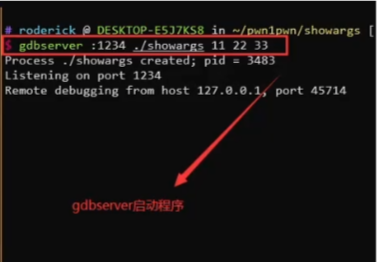 # roderick @ DESKTOP-E5J7KS8 in ~/pwn1pwn/showargs [
$ gdbserver :1234 ./showargs 11 22 33
Process ./showargs created; pid = 3483
Listening on port 1234
Remote debugging from host 127.0.0.1, port 45714
gdbserver启动程序